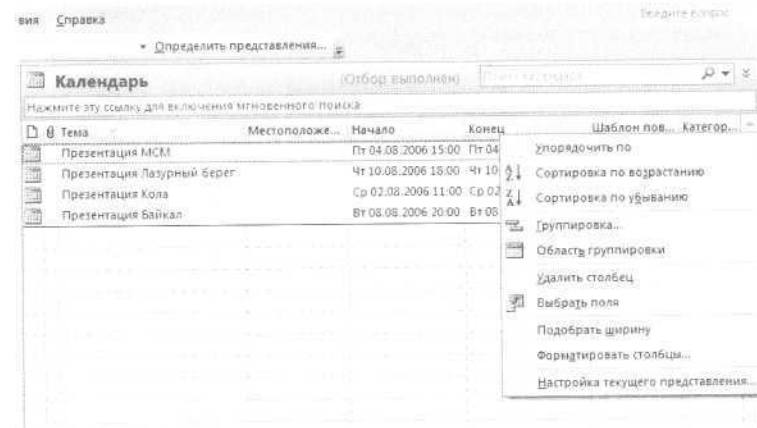 вия Справка
Введите вопрос
Определить представления...
Календарь (Отбор выполнен)
Нажмите эту ссылку для включения мгновенного поиска.
Тема Местоположе... Начало Конец Шаблон пов... Категор...
Презентация МСМ Пт 04.08.2006 15:00 Пт 04
Презентация Лазурный берег Чт 10.08.2006 18:00 Чт 10
Презентация Кола Ср 02.08.2006 11:00 Ср 02
Презентация Байкал Вт 08.08.2006 20:00 Вт 08
Упорядочить по
Сортировка по возрастанию
Сортировка по убыванию
Группировка...
Область группировки
Удалить столбец
Выбрать поля
Подобрать ширину
Форматировать столбцы...
Настройка текущего представления...